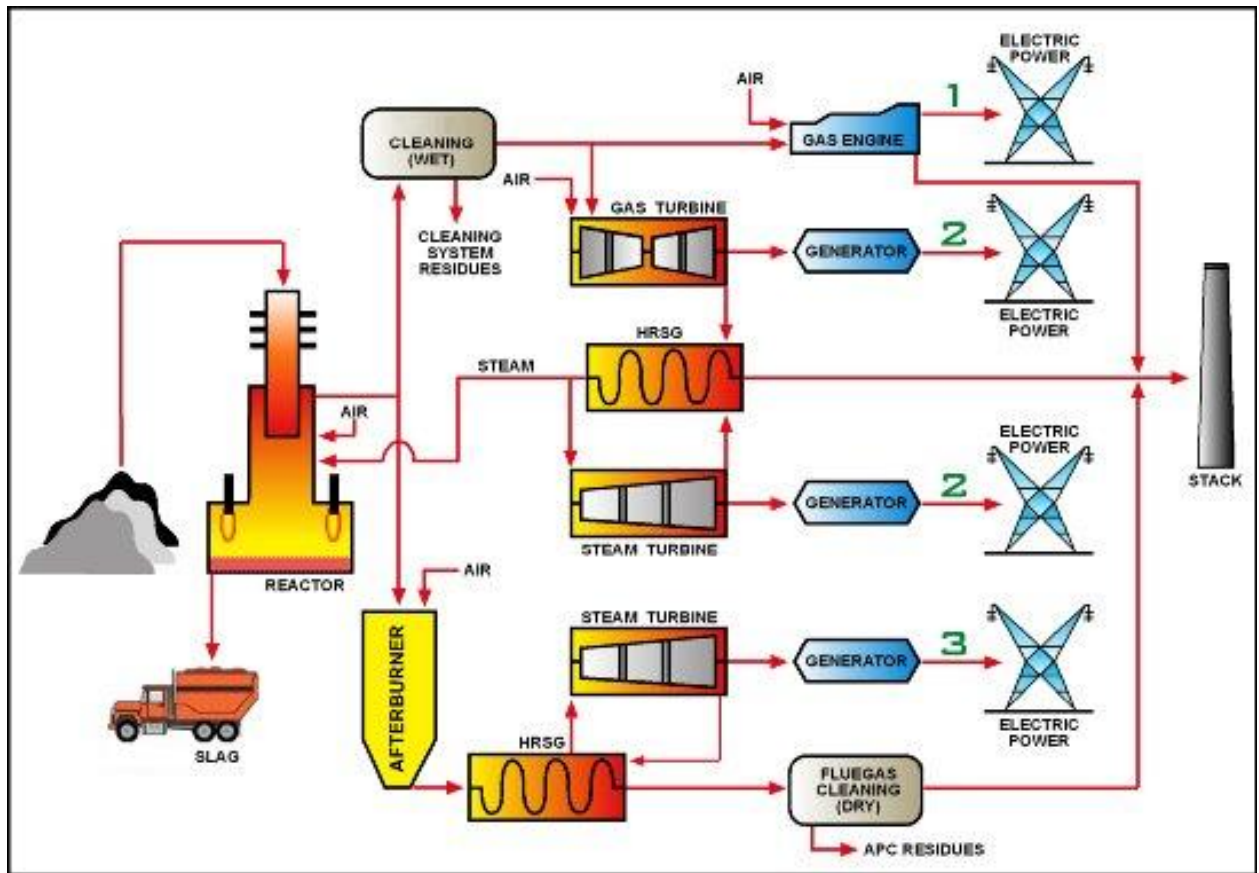 ELECTRIC
POWER
AIR
1
CLEANING
(WET)
GAS ENGINE
AIR
GAS TURBINE
CLEANING
SYSTEM
RESIDUES
GENERATOR
2
ELECTRIC
POWER
HRSG
STEAM
AIR
ELECTRIC
POWER
STACK
GENERATOR
2
STEAM TURBINE
REACTOR
AIR
STEAM TURBINE
AFTERBURNER
GENERATOR
3
ELECTRIC
POWER
SLAG
HRSG
FLUEGAS
CLEANING
(DRY)
APC RESIDUES